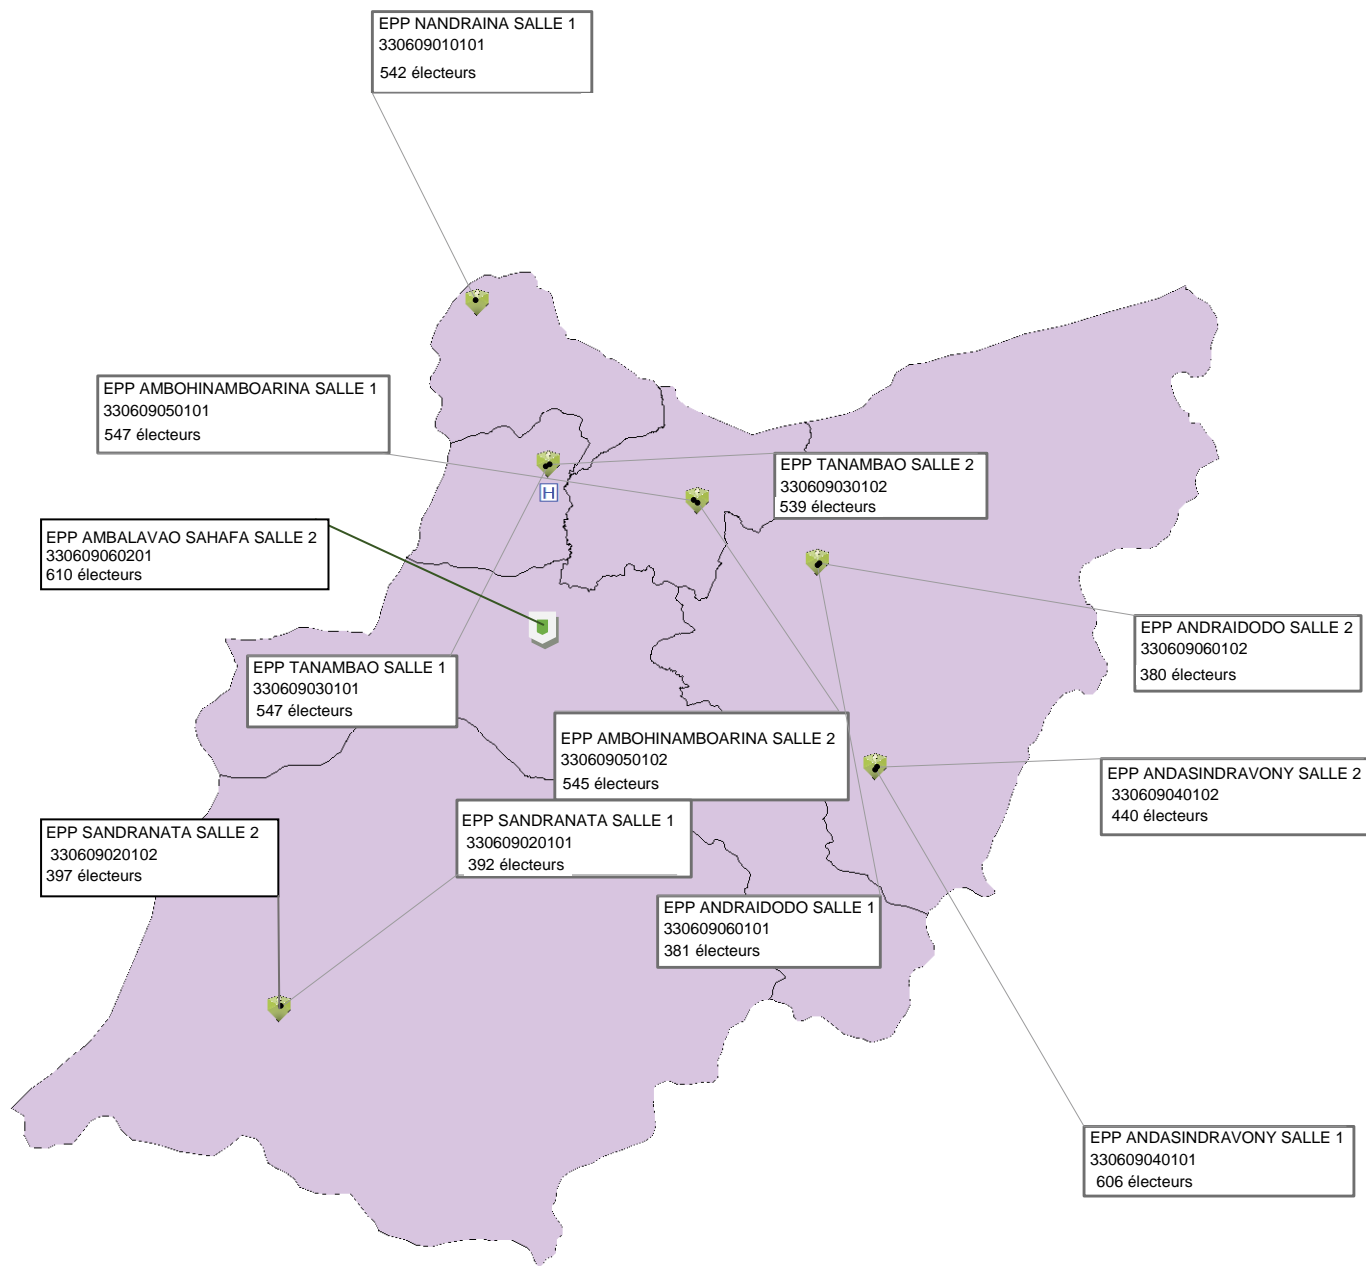 EPP NANDRAINA SALLE 1
330609010101
542 électeurs
EPP AMBOHINAMBOARINA SALLE 1
330609050101
547 électeurs
EPP TANAMBAO SALLE 2
330609030102
539 électeurs
H
EPP AMBALAVAO SAHAFA SALLE 2
330609060201
610 électeurs
EPP ANDRAIDODO SALLE 2
330609060102
380 électeurs
EPP TANAMBAO SALLE 1
330609030101
547 électeurs
EPP AMBOHINAMBOARINA SALLE 2
330609050102
545 électeurs
EPP ANDASINDRAVONY SALLE 2
330609040102
440 électeurs
EPP SANDRANATA SALLE 2
330609020102
397 électeurs
EPP SANDRANATA SALLE 1
330609020101
392 électeurs
EPP ANDRAIDODO SALLE 1
330609060101
381 électeurs
EPP ANDASINDRAVONY SALLE 1
330609040101
606 électeurs